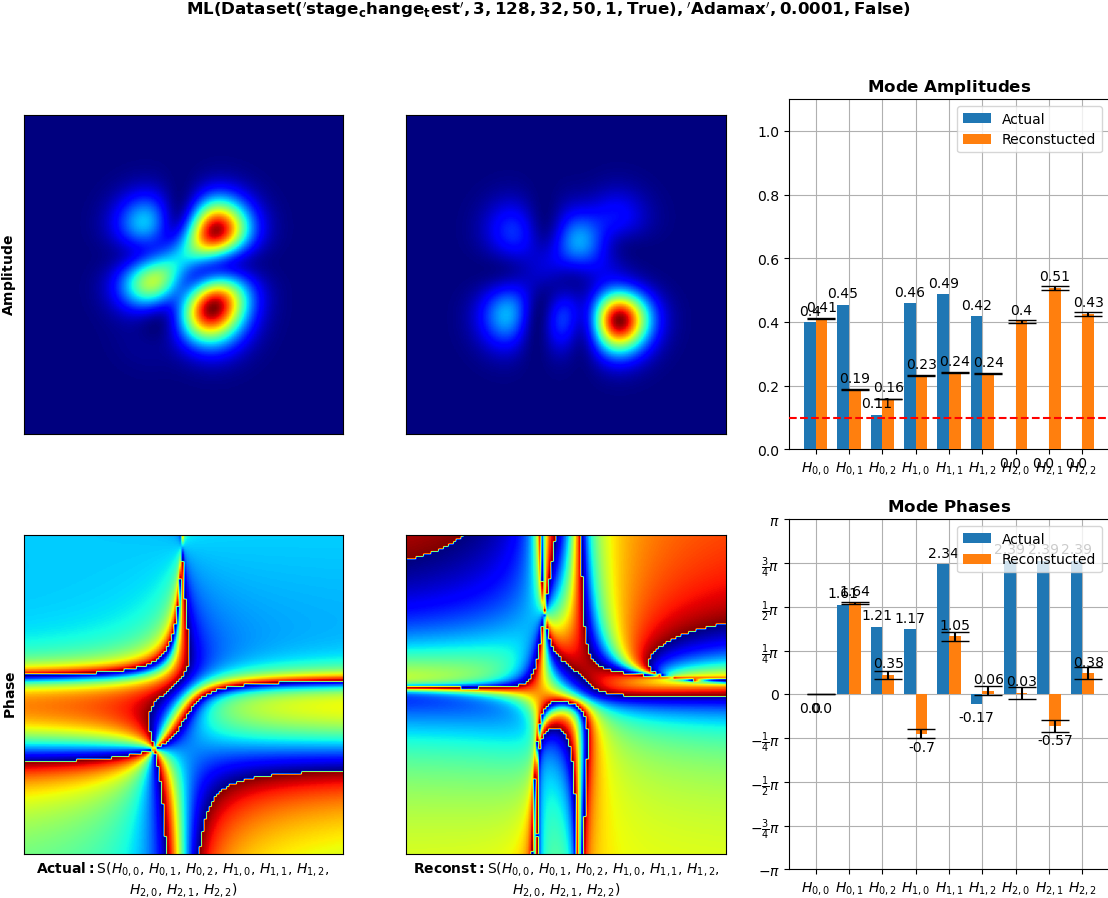 ML(Dataset('stage_change_test', 3, 128, 32, 50, 1, True), 'Adamax', 0.0001, False)
Amplitude
Mode Amplitudes
Actual
Reconstucted
1.0
0.8
0.6
0.4
0.2
0.0
0.4
0.41
0.45
0.19
0.11
0.16
0.46
0.23
0.49
0.24
0.42
0.24
0.0
0.4
0.0
0.51
0.0
0.43
H0,0 H0,1 H0,2 H1,0 H1,1 H1,2 H2,0 H2,1 H2,2
Phase
Actual: S(H0,0, H0,1, H0,2, H1,0, H1,1, H1,2,
H2,0, H2,1, H2,2)
Reconst: S(H0,0, H0,1, H0,2, H1,0, H1,1, H1,2,
H2,0, H2,1, H2,2)
Mode Phases
Actual
Reconstucted
π
3/4π
1/2π
1/4π
0
−1/4π
−1/2π
−3/4π
−π
0.0
0.0
1.61
1.64
1.21
0.35
1.17
-0.7
2.34
1.05
-0.17
0.06
2.39
0.03
2.39
-0.57
2.39
0.38
H0,0 H0,1 H0,2 H1,0 H1,1 H1,2 H2,0 H2,1 H2,2